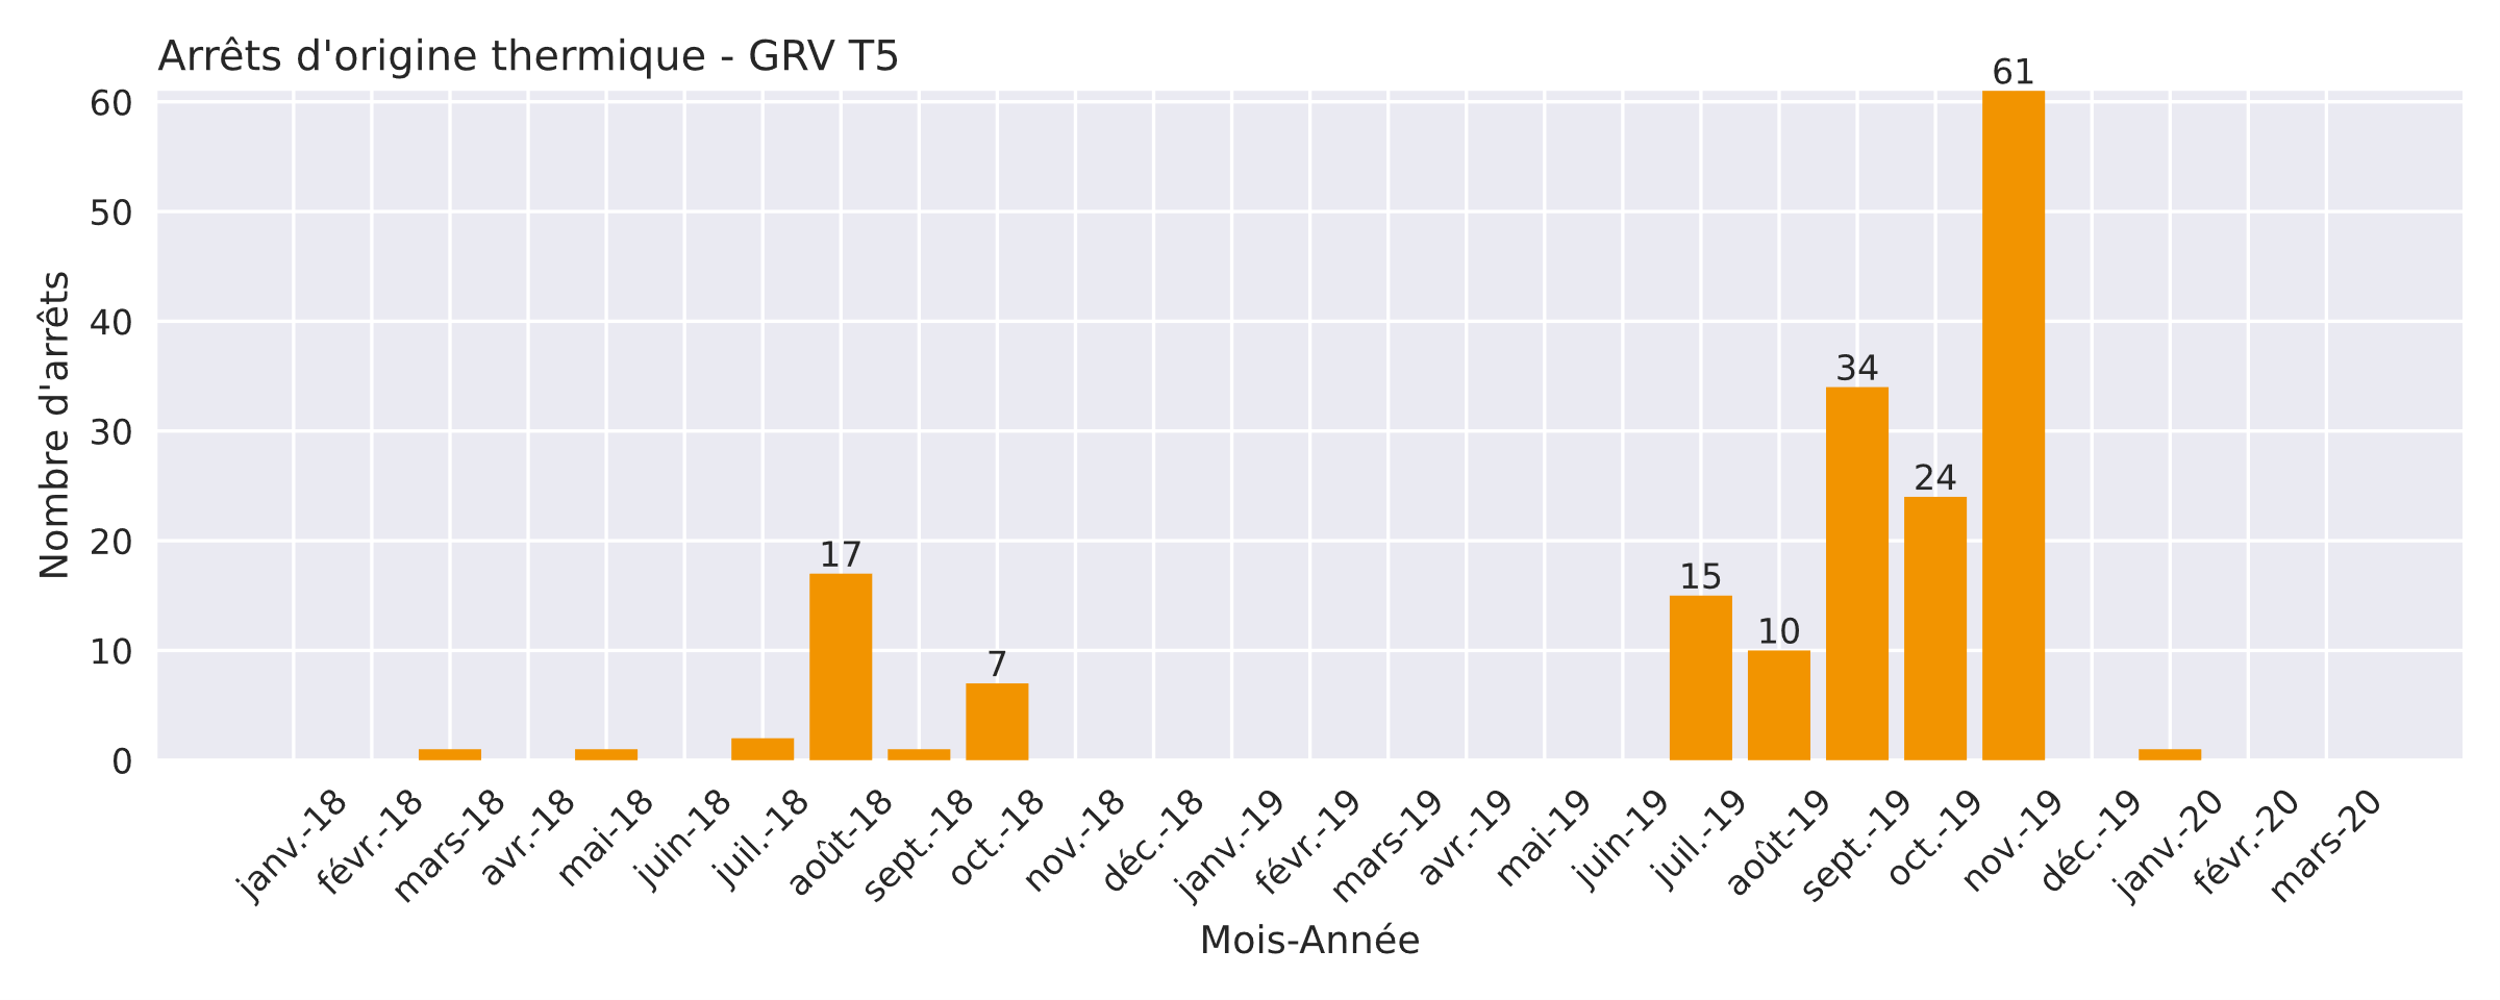 Arrêts d'origine thermique - GRV T5
61
60
50
40
30
20
10
0
Nombre d'arrêts
17
7
15
10
34
24
janv.-18
févr.-18
mars-18
avr.-18
mai-18
juin-18
juil.-18
août-18
sept.-18
oct.-18
nov.-18
déc.-18
janv.-19
févr.-19
mars-19
avr.-19
mai-19
juin-19
juil.-19
août-19
sept.-19
oct.-19
nov.-19
déc.-19
janv.-20
févr.-20
mars-20
Mois-Année